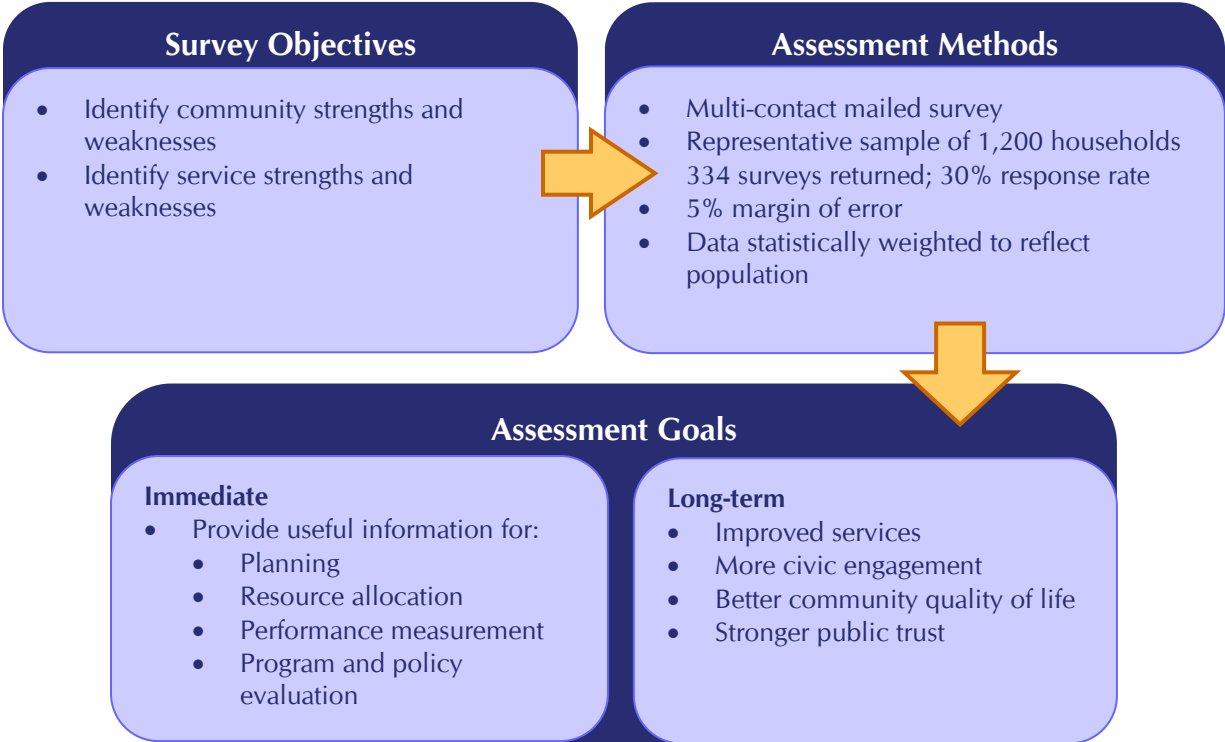 Survey Objectives
• Identify community strengths and
weaknesses
• Identify service strengths and
weaknesses
Assessment Methods
• Multi-contact mailed survey
• Representative sample of 1,200 households
334 surveys returned; 30% response rate
• 5% margin of error
• Data statistically weighted to reflect
population
Assessment Goals
Immediate
• Provide useful information for:
• Planning
• Resource allocation
• Performance measurement
• Program and policy
evaluation
Long-term
• Improved services
• More civic engagement
• Better community quality of life
• Stronger public trust